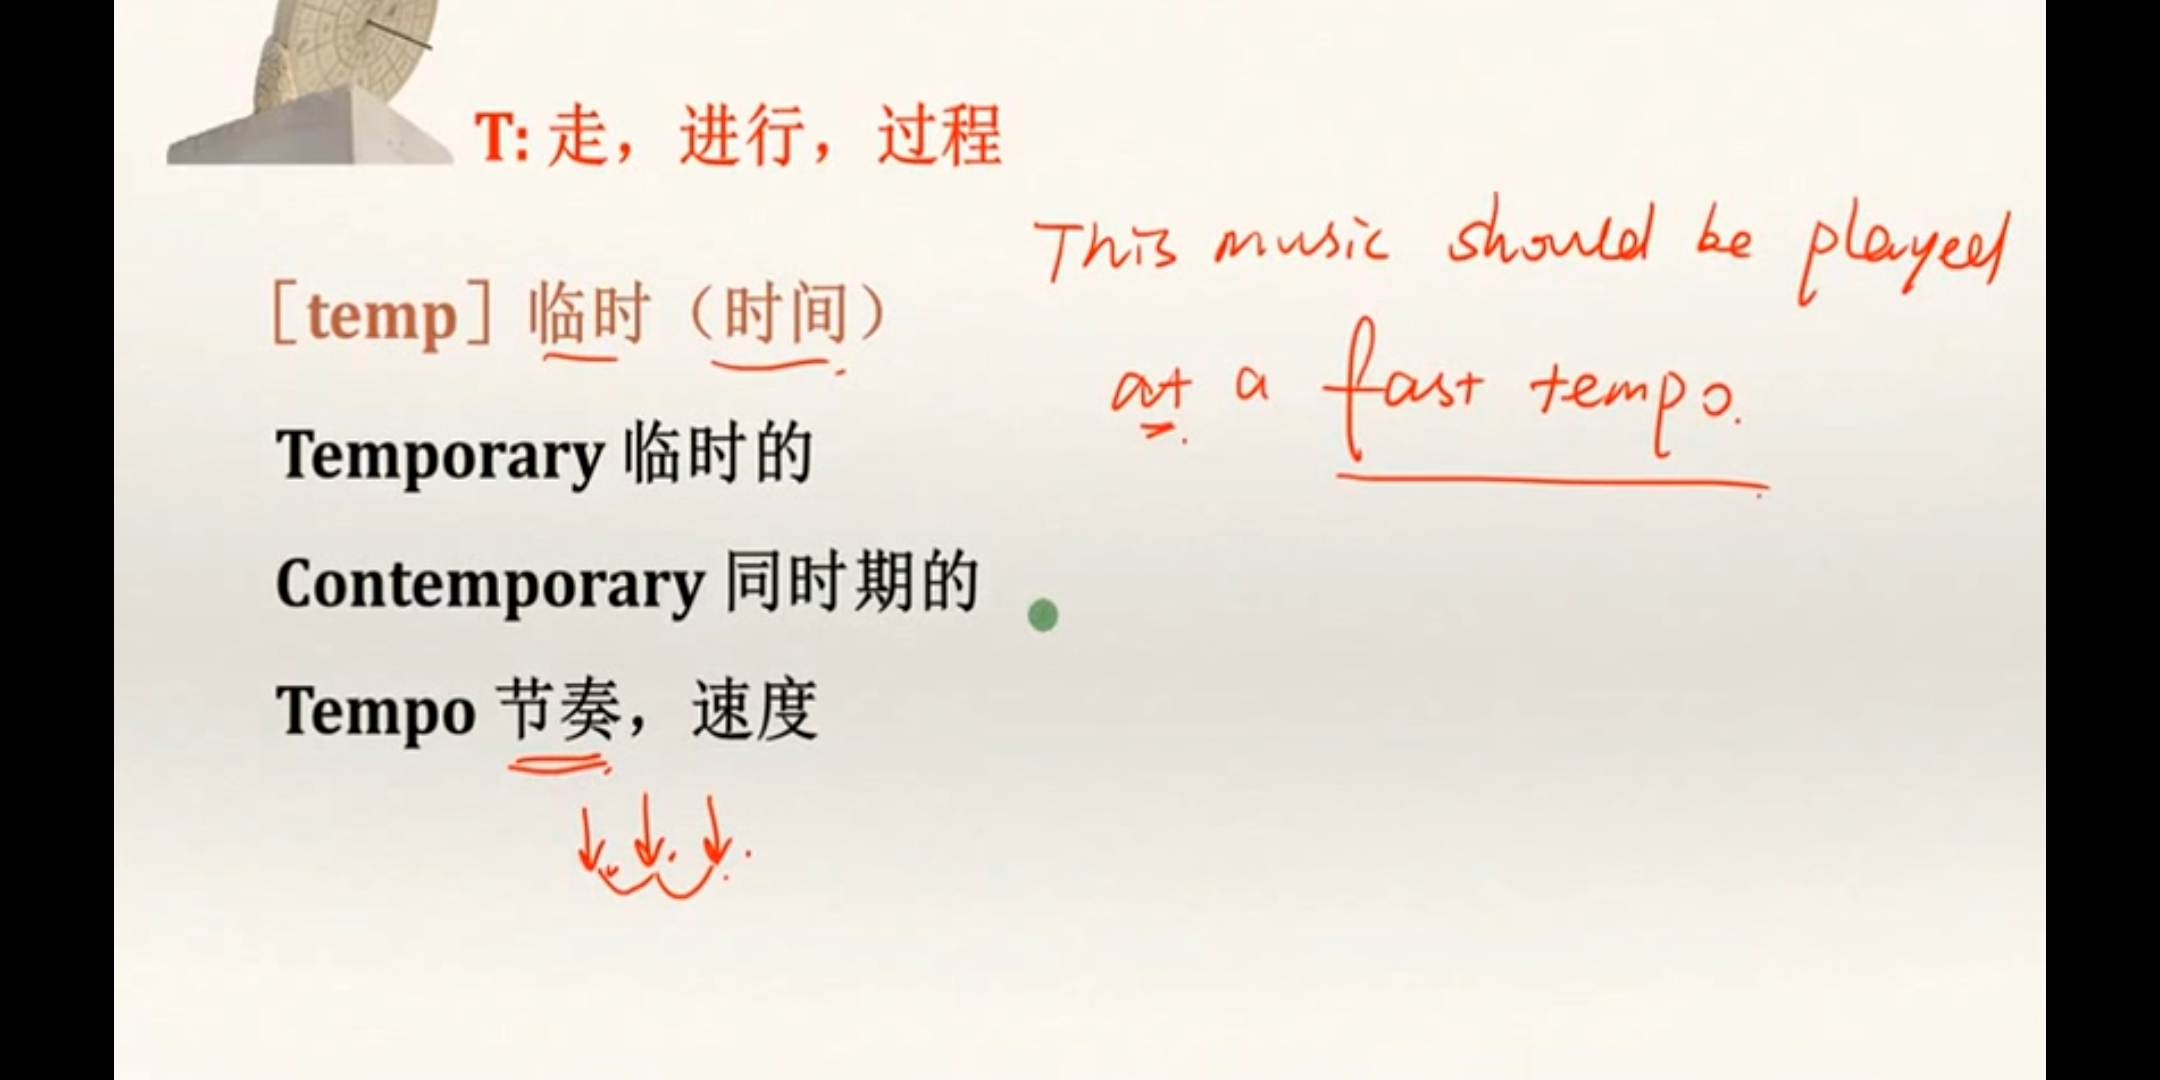 T: 走，进行，过程
This music should be played
at a fast tempo.
［temp］临时（时间）
Temporary 临时的
Contemporary 同时期的
Tempo 节奏，速度